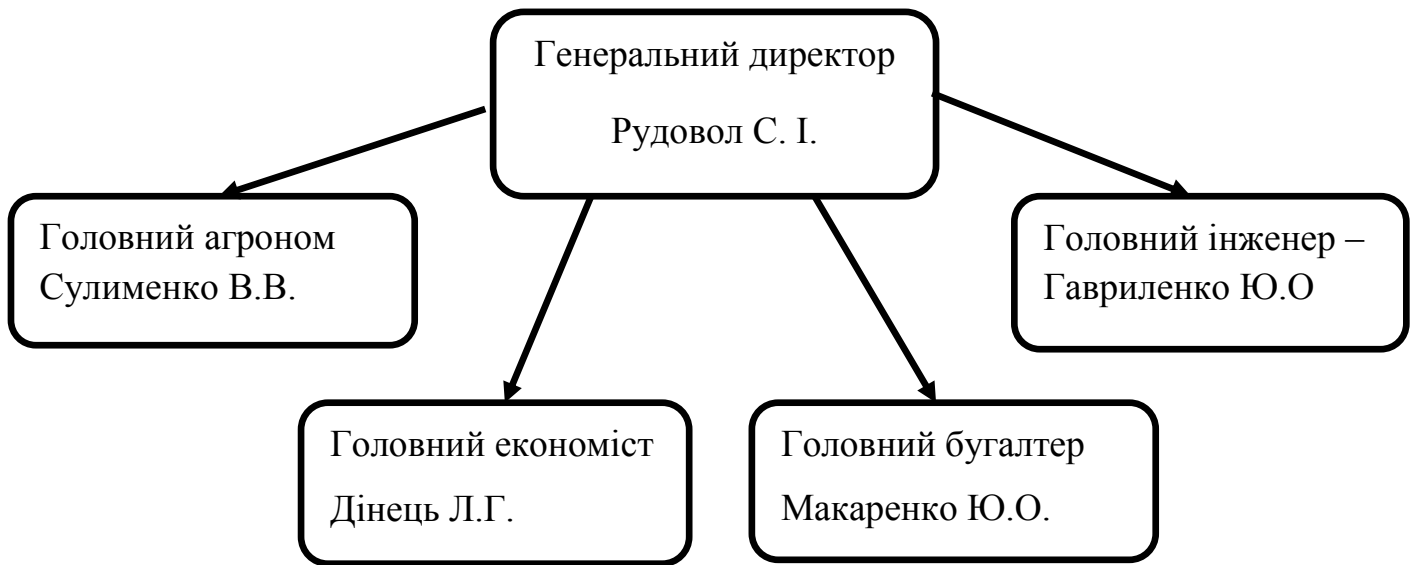 Генеральний директор
Рудовол С. І.
Головний агроном
Сулименко В.В.
Головний інженер –
Гавриленко Ю.О
Головний економіст
Дінець Л.Г.
Головний бугалтер
Макаренко Ю.О.